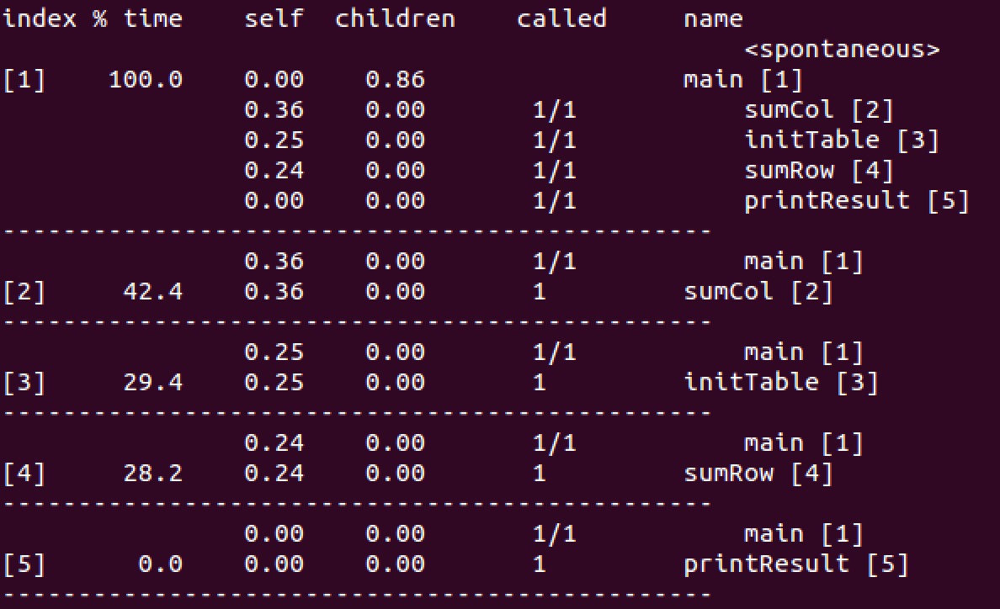 index % time    self  children    called     name
                                                 <spontaneous>
[1]    100.0    0.00    0.86                 main [1]
                0.36    0.00       1/1           sumCol [2]
                0.25    0.00       1/1           initTable [3]
                0.24    0.00       1/1           sumRow [4]
                0.00    0.00       1/1           printResult [5]
-----------------------------------------------
                0.36    0.00       1/1           main [1]
[2]     42.4    0.36    0.00       1         sumCol [2]
-----------------------------------------------
                0.25    0.00       1/1           main [1]
[3]     29.4    0.25    0.00       1         initTable [3]
-----------------------------------------------
                0.24    0.00       1/1           main [1]
[4]     28.2    0.24    0.00       1         sumRow [4]
-----------------------------------------------
                0.00    0.00       1/1           main [1]
[5]      0.0    0.00    0.00       1         printResult [5]
-----------------------------------------------